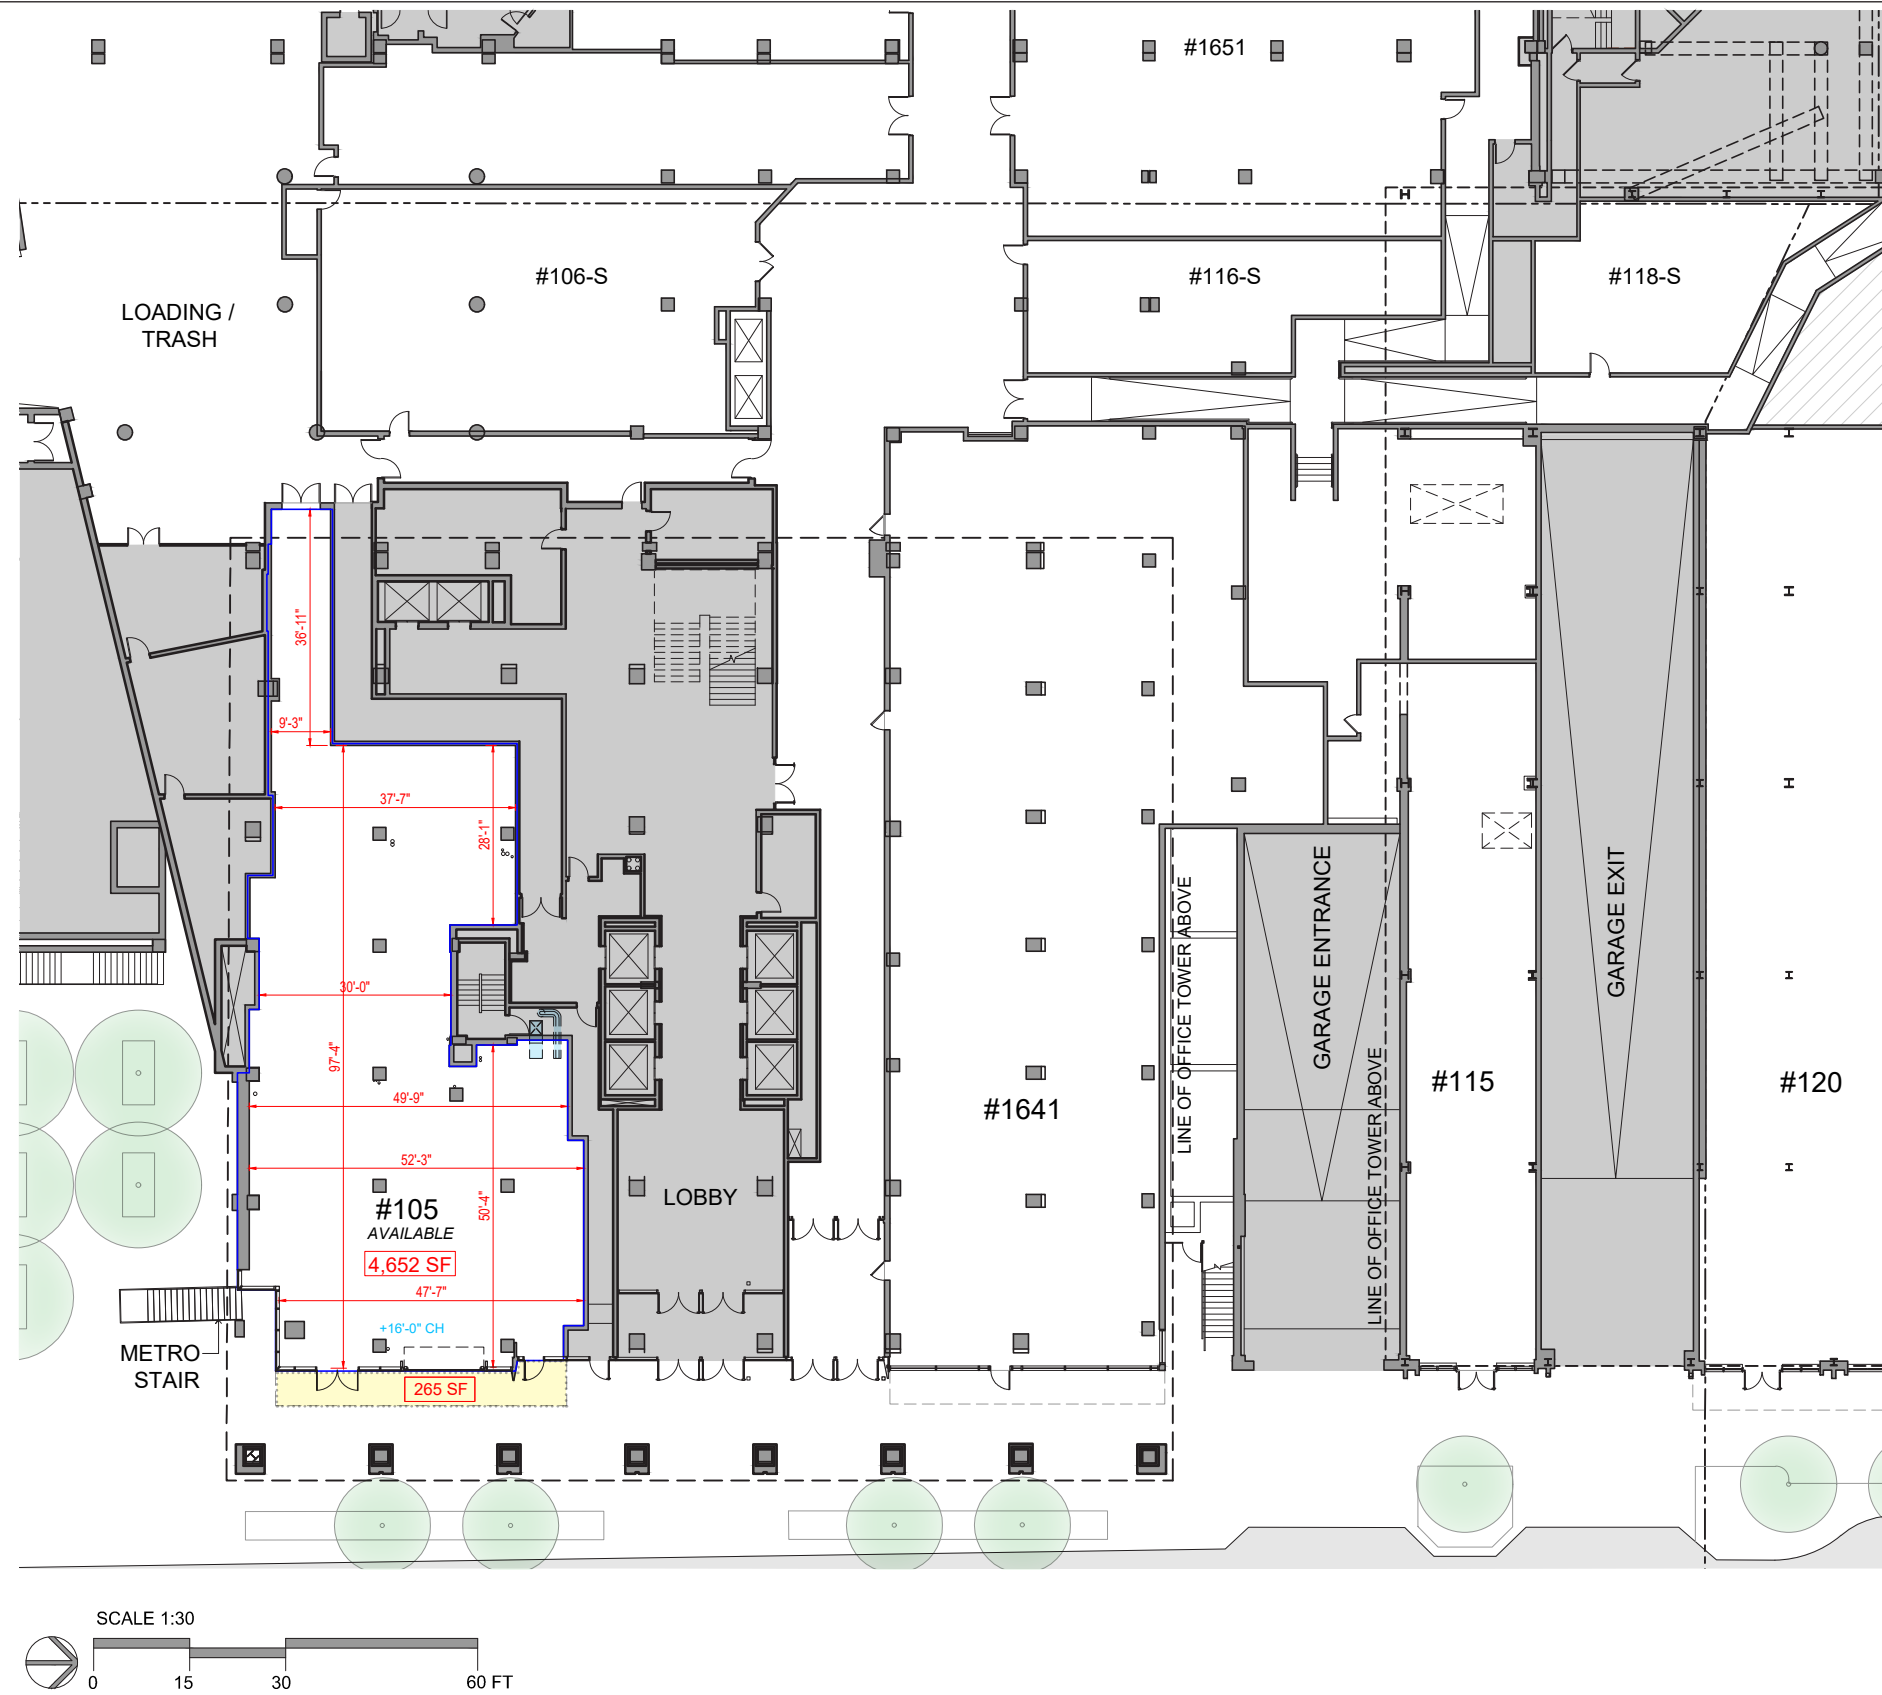 #1651
#106-S
#116-S
#118-S
LOADING /
TRASH
36'-11"
9'-3"
37'-7"
28'-1"
30'-0"
97'-4"
49'-9"
52'-3"
50'-4"
#105
AVAILABLE
4,652 SF
47'-7"
+16'-0" CH
265 SF
METRO
STAIR
LOBBY
#1641
LINE OF OFFICE TOWER ABOVE
GARAGE ENTRANCE
LINE OF OFFICE TOWER ABOVE
#115
GARAGE EXIT
#120
SCALE 1:30
0 15 30 60 FT